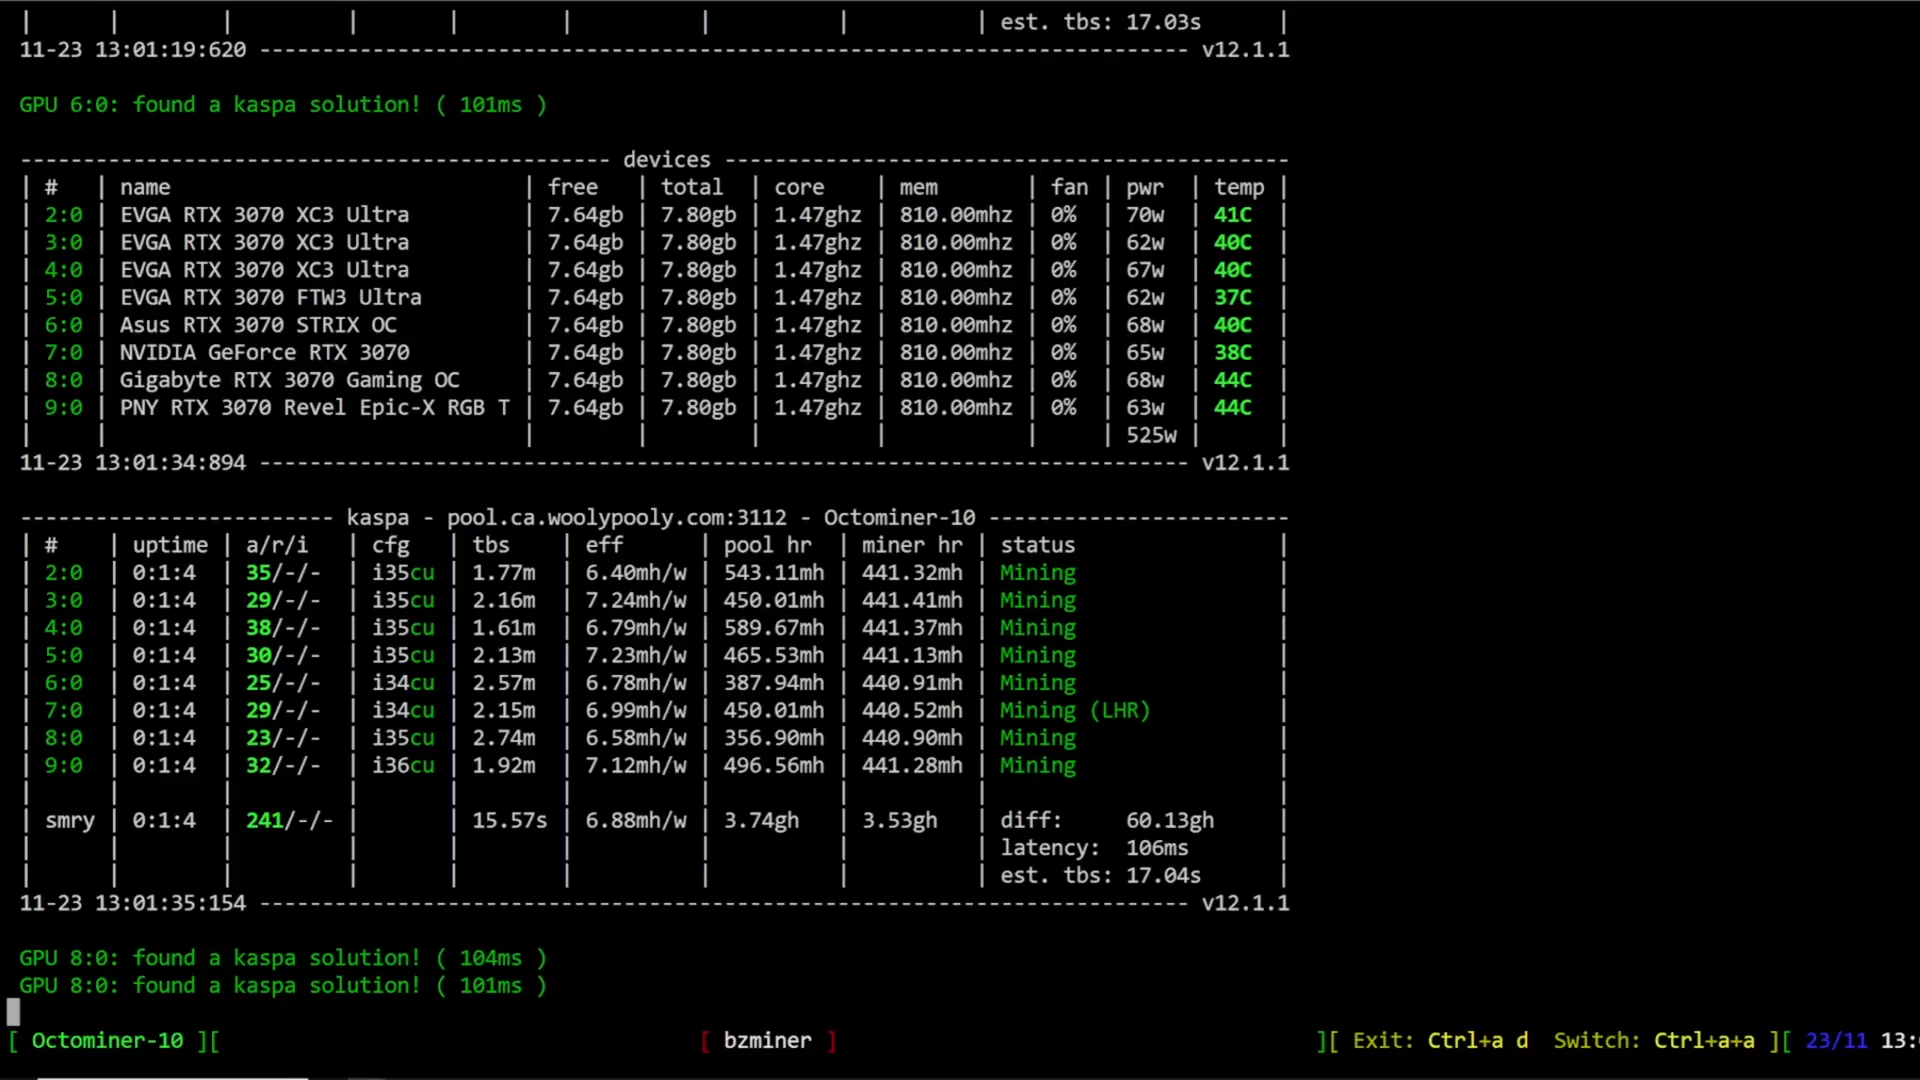 |      |        |         |       |        |          |          |          | est. tbs: 17.03s      |
11-23 13:01:19:620 -------------------------------------------------------------------------- v12.1.1
GPU 6:0: found a kaspa solution! ( 101ms )
----------------------------------------------- devices ---------------------------------------------
| #   | name                            | free   | total  | core    | mem       | fan | pwr  | temp |
| 2:0 | EVGA RTX 3070 XC3 Ultra         | 7.64gb | 7.80gb | 1.47ghz | 810.00mhz | 0%  | 70w  | 41C  |
| 3:0 | EVGA RTX 3070 XC3 Ultra         | 7.64gb | 7.80gb | 1.47ghz | 810.00mhz | 0%  | 62w  | 40C  |
| 4:0 | EVGA RTX 3070 XC3 Ultra         | 7.64gb | 7.80gb | 1.47ghz | 810.00mhz | 0%  | 67w  | 40C  |
| 5:0 | EVGA RTX 3070 FTW3 Ultra        | 7.64gb | 7.80gb | 1.47ghz | 810.00mhz | 0%  | 62w  | 37C  |
| 6:0 | Asus RTX 3070 STRIX OC          | 7.64gb | 7.80gb | 1.47ghz | 810.00mhz | 0%  | 68w  | 40C  |
| 7:0 | NVIDIA GeForce RTX 3070         | 7.64gb | 7.80gb | 1.47ghz | 810.00mhz | 0%  | 65w  | 38C  |
| 8:0 | Gigabyte RTX 3070 Gaming OC     | 7.64gb | 7.80gb | 1.47ghz | 810.00mhz | 0%  | 68w  | 44C  |
| 9:0 | PNY RTX 3070 Revel Epic-X RGB T | 7.64gb | 7.80gb | 1.47ghz | 810.00mhz | 0%  | 63w  | 44C  |
|     |                                 |        |        |         |           |     | 525w |      |
11-23 13:01:34:894 -------------------------------------------------------------------------- v12.1.1
------------------------- kaspa - pool.ca.woolypooly.com:3112 - Octominer-10 ------------------------
| #    | uptime | a/r/i   | cfg   | tbs    | eff      | pool hr  | miner hr | status                |
| 2:0  | 0:1:4  | 35/-/-  | i35cu | 1.77m  | 6.40mh/w | 543.11mh | 441.32mh | Mining                |
| 3:0  | 0:1:4  | 29/-/-  | i35cu | 2.16m  | 7.24mh/w | 450.01mh | 441.41mh | Mining                |
| 4:0  | 0:1:4  | 38/-/-  | i35cu | 1.61m  | 6.79mh/w | 589.67mh | 441.37mh | Mining                |
| 5:0  | 0:1:4  | 30/-/-  | i35cu | 2.13m  | 7.23mh/w | 465.53mh | 441.13mh | Mining                |
| 6:0  | 0:1:4  | 25/-/-  | i34cu | 2.57m  | 6.78mh/w | 387.94mh | 440.91mh | Mining                |
| 7:0  | 0:1:4  | 29/-/-  | i34cu | 2.15m  | 6.99mh/w | 450.01mh | 440.52mh | Mining (LHR)          |
| 8:0  | 0:1:4  | 23/-/-  | i35cu | 2.74m  | 6.58mh/w | 356.90mh | 440.90mh | Mining                |
| 9:0  | 0:1:4  | 32/-/-  | i36cu | 1.92m  | 7.12mh/w | 496.56mh | 441.28mh | Mining                |
|      |        |         |       |        |          |          |          |                       |
| smry | 0:1:4  | 241/-/- |       | 15.57s | 6.88mh/w | 3.74gh   | 3.53gh   | diff:     60.13gh     |
|      |        |         |       |        |          |          |          | latency:  106ms       |
|      |        |         |       |        |          |          |          | est. tbs: 17.04s      |
11-23 13:01:35:154 -------------------------------------------------------------------------- v12.1.1
GPU 8:0: found a kaspa solution! ( 104ms )
GPU 8:0: found a kaspa solution! ( 101ms )
[ Octominer-10 ][ [ bzminer ] ][ Exit: Ctrl+a d  Switch: Ctrl+a+a ][ 23/11 13: